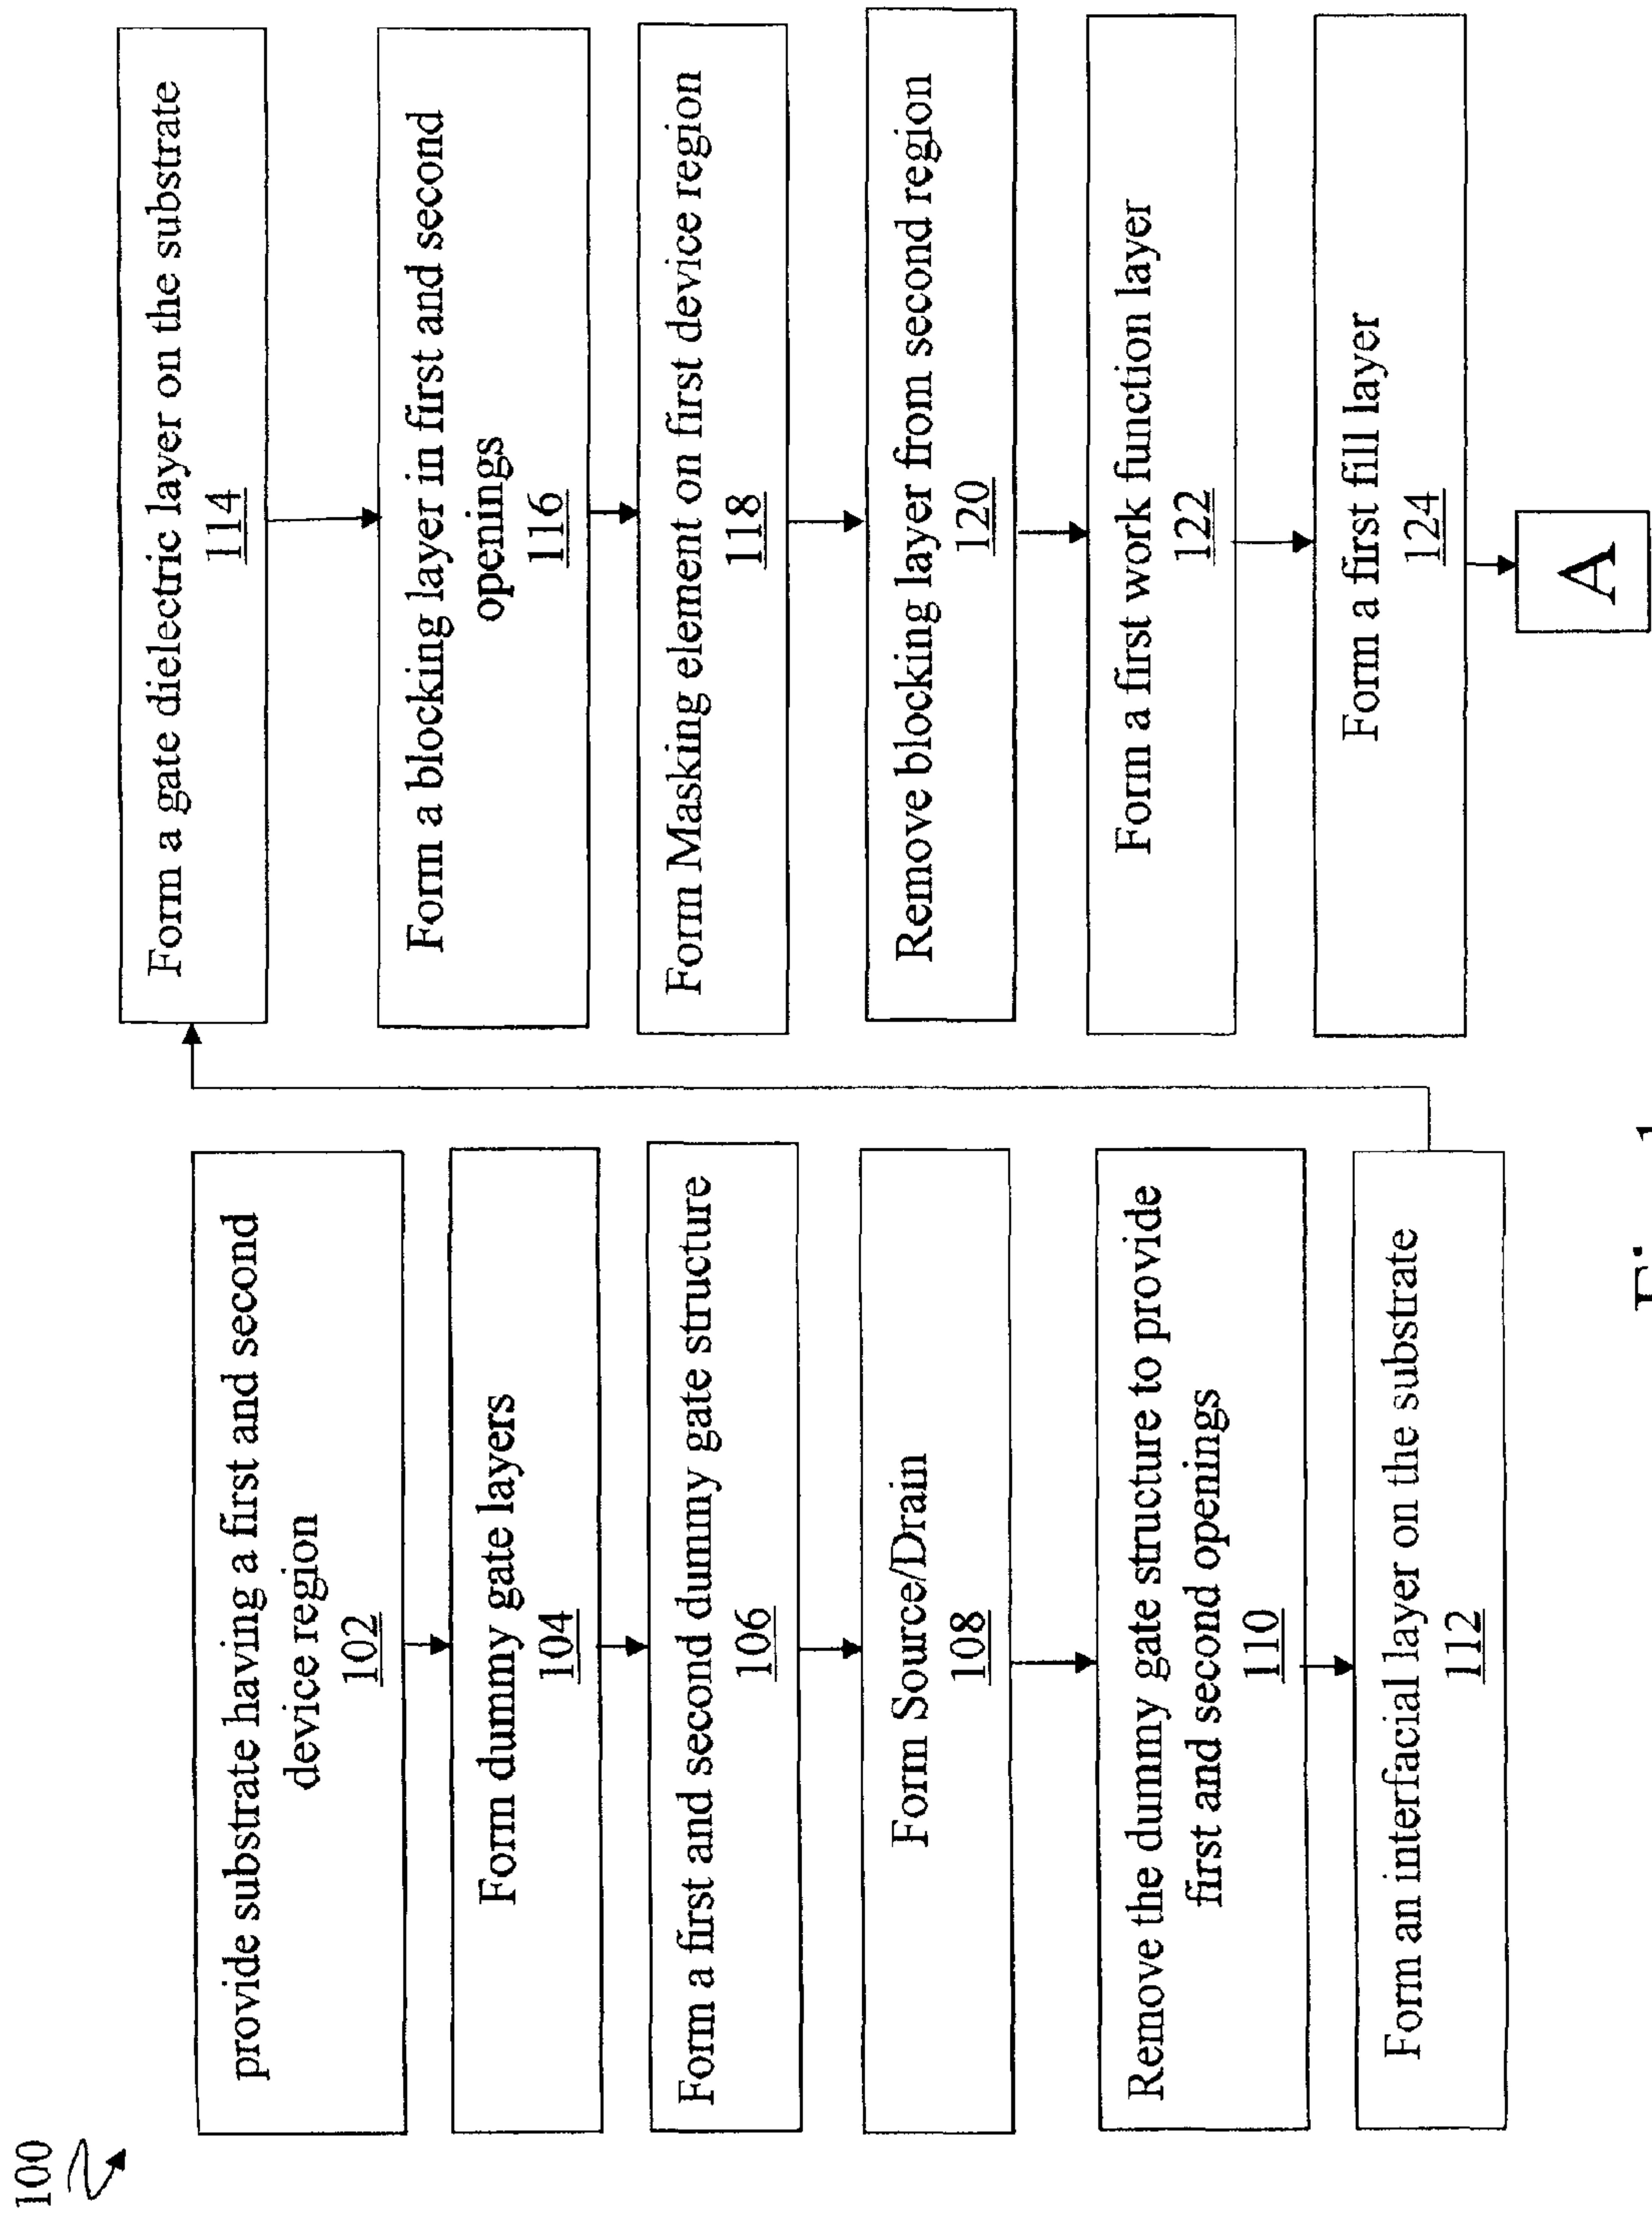 100
provide substrate having a first and second
device region
102
Form dummy gate layers
104
Form a first and second dummy gate structure
106
Form Source/Drain
108
Remove the dummy gate structure to provide
first and second openings
110
Form an interfacial layer on the substrate
112
Form a gate dielectric layer on the substrate
114
Form a blocking layer in first and second
openings
116
Form Masking element on first device region
118
Remove blocking layer from second region
120
Form a first work function layer
122
Form a first fill layer
124
A